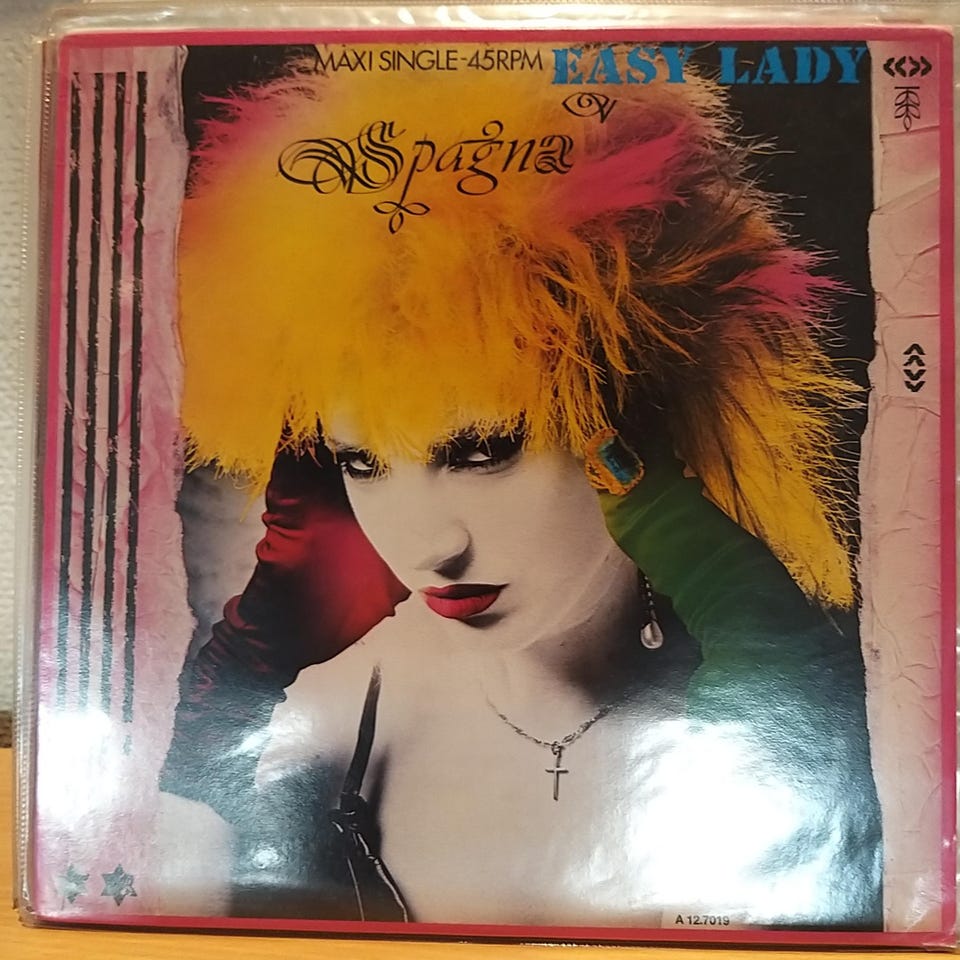 MAXI SINGLE-45RPM EASY LADY
Spagna
A 12.7019